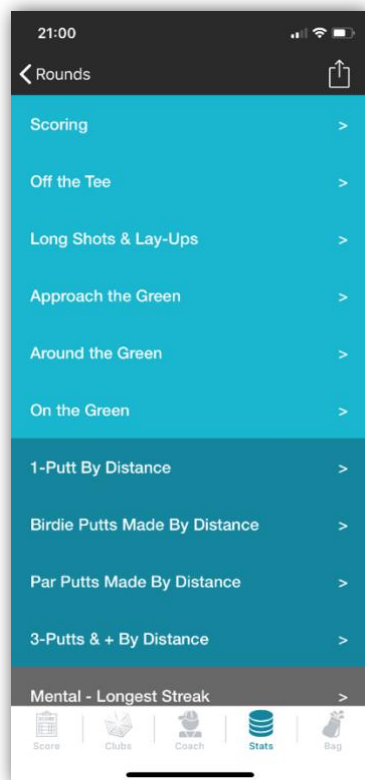 21:00
Rounds
Scoring >
Off the Tee >
Long Shots & Lay-Ups >
Approach the Green >
Around the Green >
On the Green >
1-Putt By Distance >
Birdie Putts Made By Distance >
Par Putts Made By Distance >
3-Putts & + By Distance >
Mental - Longest Streak >
Score Clubs Coach Stats Bag